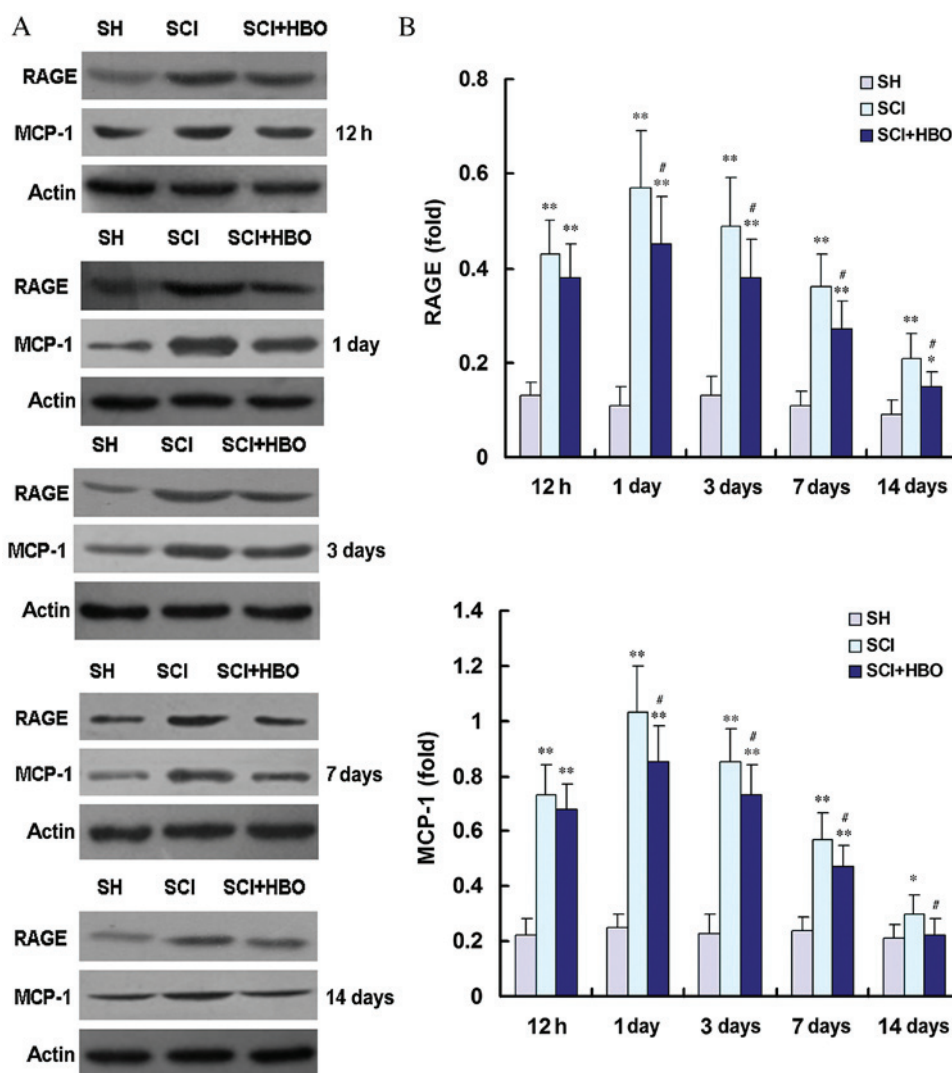 A
SH SCI SCI+HBO
RAGE
MCP-1 12 h
Actin
SH SCI SCI+HBO
RAGE
MCP-1 1 day
Actin
SH SCI SCI+HBO
RAGE
MCP-1 3 days
Actin
SH SCI SCI+HBO
RAGE
MCP-1 7 days
Actin
SH SCI SCI+HBO
RAGE
MCP-1 14 days
Actin
B
RAGE (fold)
0.8
0.6
0.4
0.2
0
SH
SCI
SCI+HBO
** **
** # **
** # **
** # **
** # *
12 h 1 day 3 days 7 days 14 days
MCP-1 (fold)
1.4
1.2
1
0.8
0.6
0.4
0.2
0
SH
SCI
SCI+HBO
** **
** # **
** # **
** # **
* #
12 h 1 day 3 days 7 days 14 days